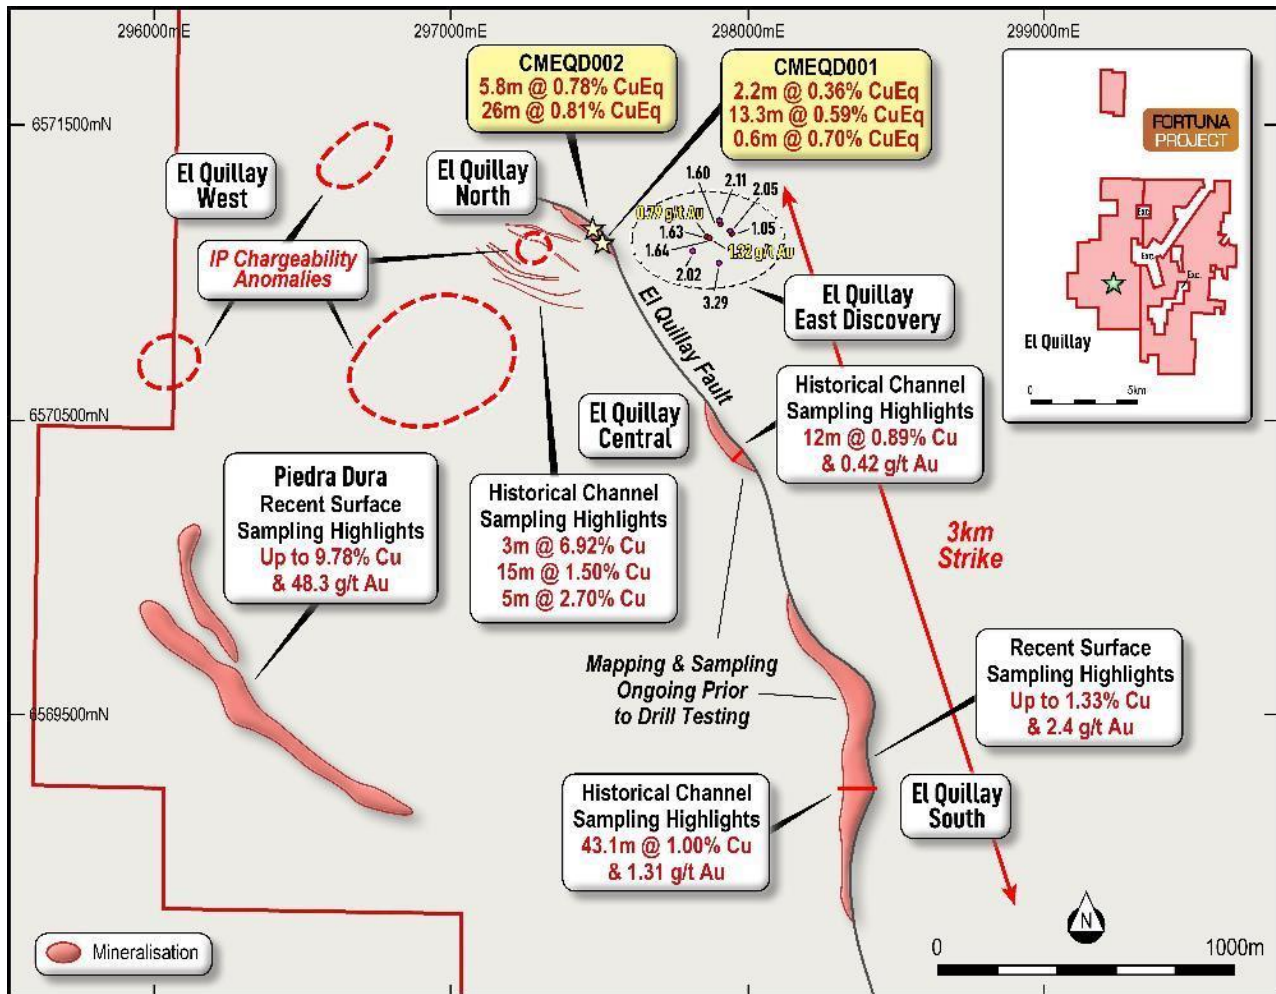 296000mE
297000mE
298000mE
299000mE
6571500mN
6570500mN
6569500mN
CMEQD002
5.8m @ 0.78% CuEq
26m @ 0.81% CuEq
CMEQD001
2.2m @ 0.36% CuEq
13.3m @ 0.59% CuEq
0.6m @ 0.70% CuEq
El Quillay
West
El Quillay
North
IP Chargeability
Anomalies
1.60
2.11
2.05
0.79 g/t Au
1.63
1.05
1.64
1.32 g/t Au
2.02
3.29
El Quillay
East Discovery
El Quillay Fault
El Quillay
Central
Historical Channel
Sampling Highlights
12m @ 0.89% Cu
& 0.42 g/t Au
Piedra Dura
Recent Surface
Sampling Highlights
Up to 9.78% Cu
& 48.3 g/t Au
Historical Channel
Sampling Highlights
3m @ 6.92% Cu
15m @ 1.50% Cu
5m @ 2.70% Cu
3km
Strike
Mapping & Sampling
Ongoing Prior
to Drill Testing
Recent Surface
Sampling Highlights
Up to 1.33% Cu
& 2.4 g/t Au
Historical Channel
Sampling Highlights
43.1m @ 1.00% Cu
& 1.31 g/t Au
El Quillay
South
FORTUNA
PROJECT
Exc.
Exc.
Exc.
El Quillay
0
5km
Mineralisation
N
0
1000m